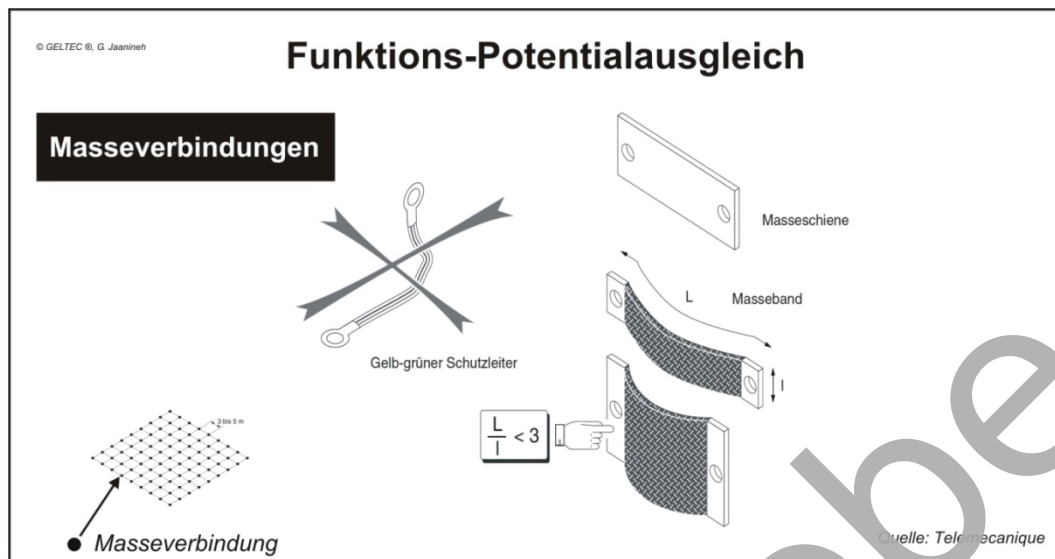 © GELTEC ®, G. Jaanineh
Funktions-Potentialausgleich
Masseverbindungen
Masseschiene
L
Masseband
l
Gelb-grüner Schutzleiter
L
l
< 3
3 bis 5 m
Masseverbindung
Quelle: Telemecanique